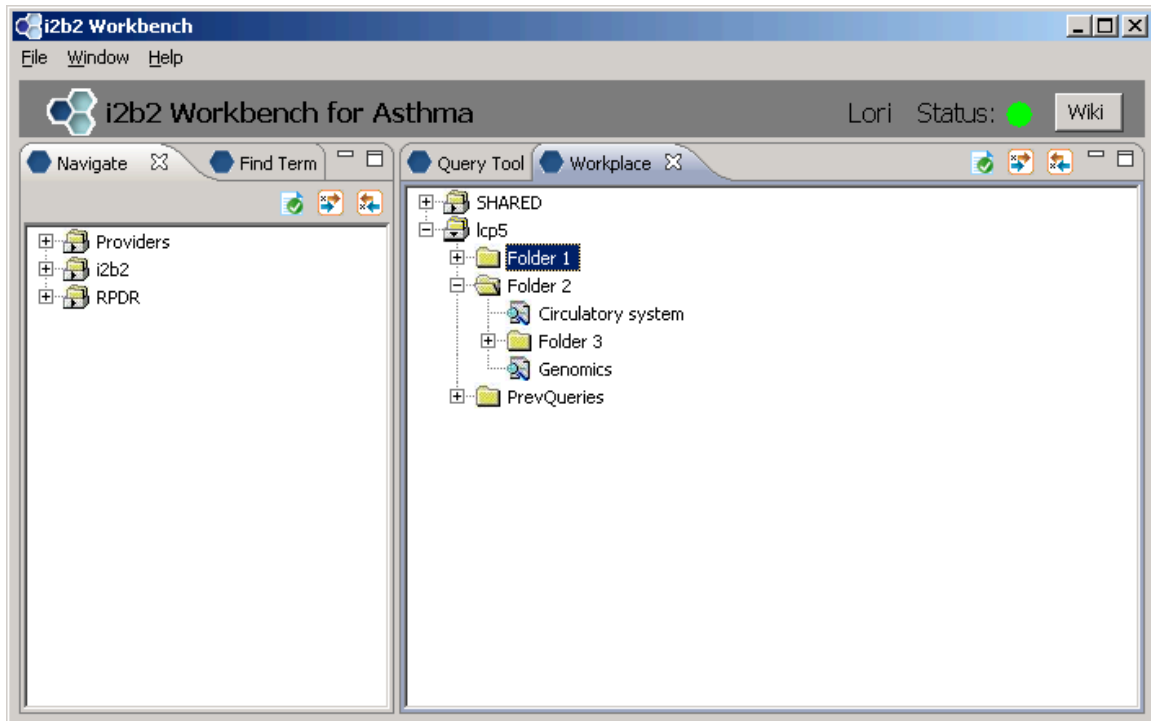 i2b2 Workbench
File Window Help
i2b2 Workbench for Asthma Lori Status: Wiki
Navigate Find Term
Providers
i2b2
RPDR
Query Tool Workplace
SHARED
lcp5
Folder 1
Folder 2
Circulatory system
Folder 3
Genomics
PrevQueries